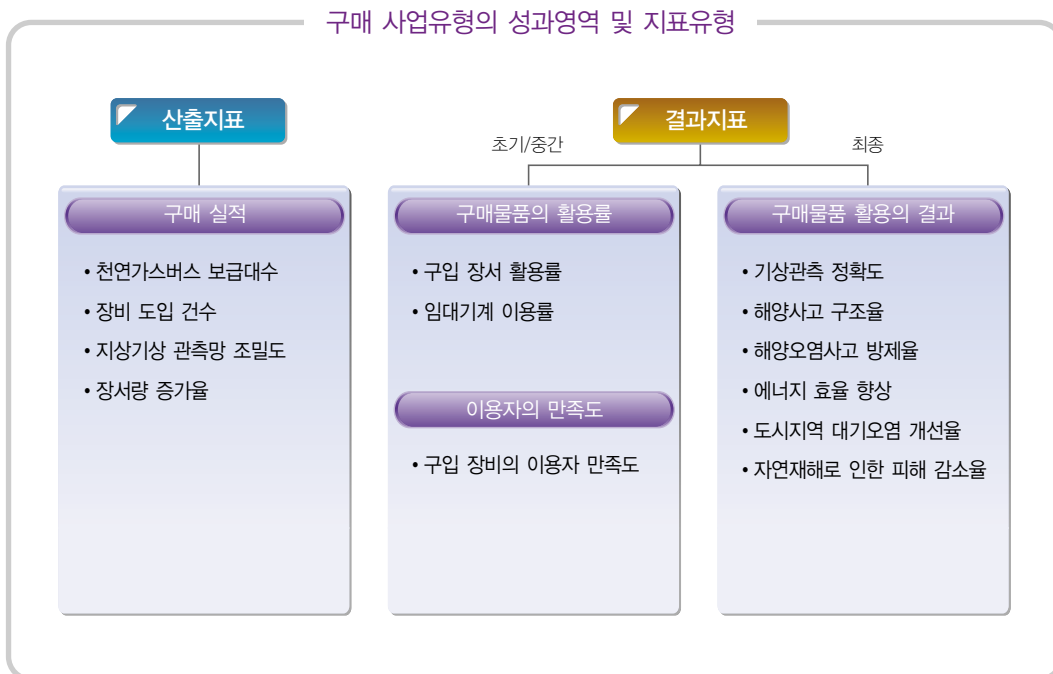 구매 사업유형의 성과영역 및 지표유형
산출지표
구매 실적
• 천연가스버스 보급대수
• 장비 도입 건수
• 지상기상 관측망 조밀도
• 장서량 증가율
결과지표
초기/중간
구매물품의 활용률
• 구입 장서 활용률
• 임대기계 이용률
이용자의 만족도
• 구입 장비의 이용자 만족도
최종
구매물품 활용의 결과
• 기상관측 정확도
• 해양사고 구조율
• 해양오염사고 방제율
• 에너지 효율 향상
• 도시지역 대기오염 개선율
• 자연재해로 인한 피해 감소율